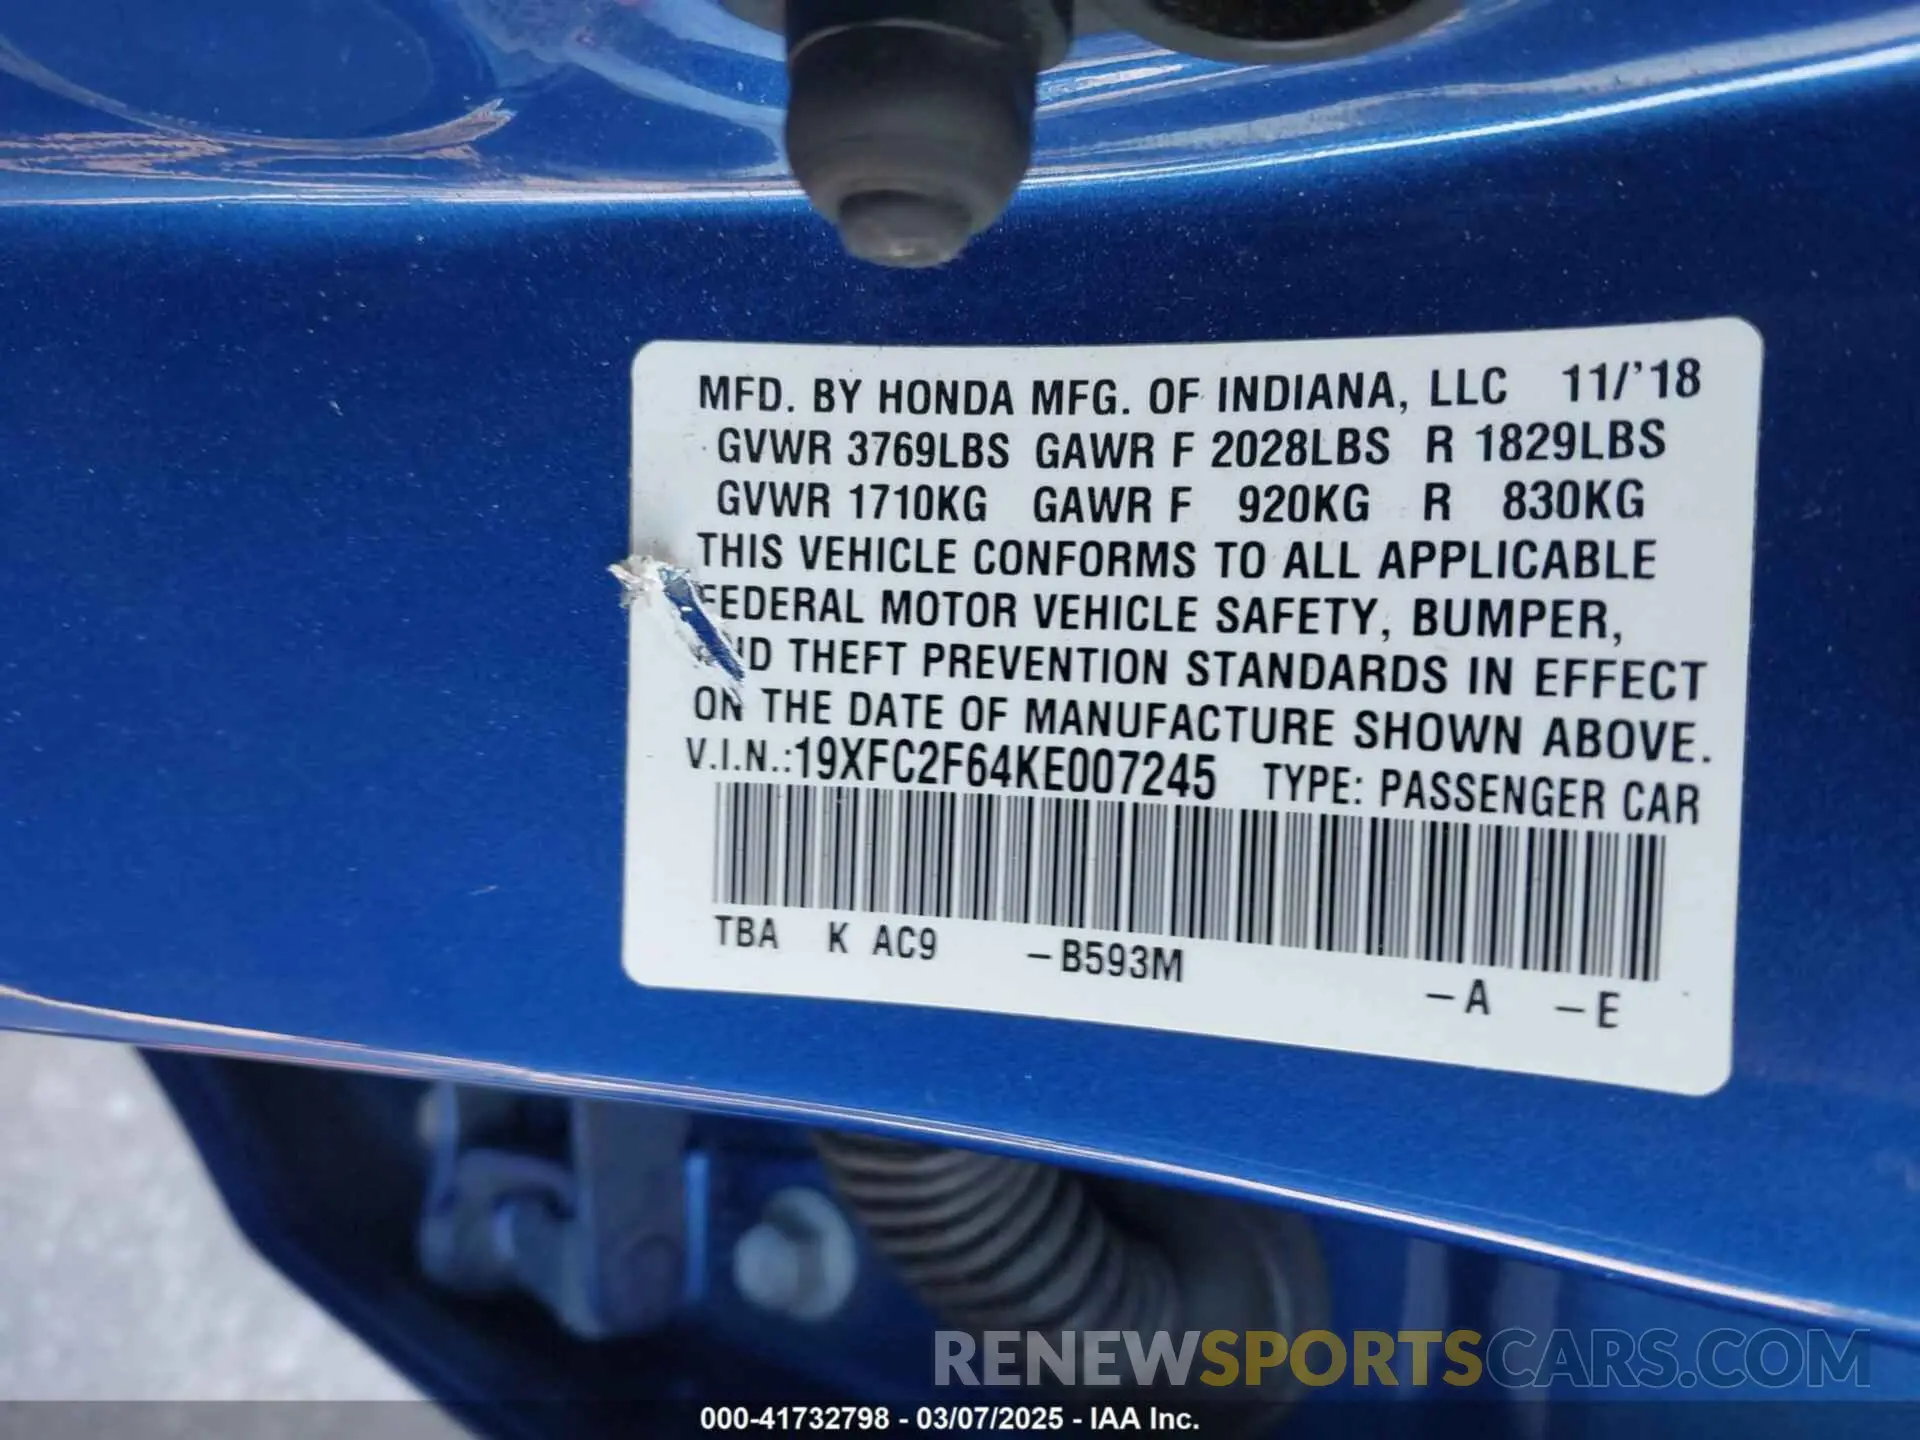 MFD. BY HONDA MFG. OF INDIANA, LLC 11/'18
GVWR 3769LBS GAWR F 2028LBS R 1829LBS
GVWR 1710KG GAWR F 920KG R 830KG
THIS VEHICLE CONFORMS TO ALL APPLICABLE
FEDERAL MOTOR VEHICLE SAFETY, BUMPER,
AND THEFT PREVENTION STANDARDS IN EFFECT
ON THE DATE OF MANUFACTURE SHOWN ABOVE.
V.I.N.:19XFC2F64KE007245 TYPE: PASSENGER CAR
TBA K AC9 –B593M –A –E
RENEWSPORTSCARS.COM
000-41732798 - 03/07/2025 - IAA Inc.